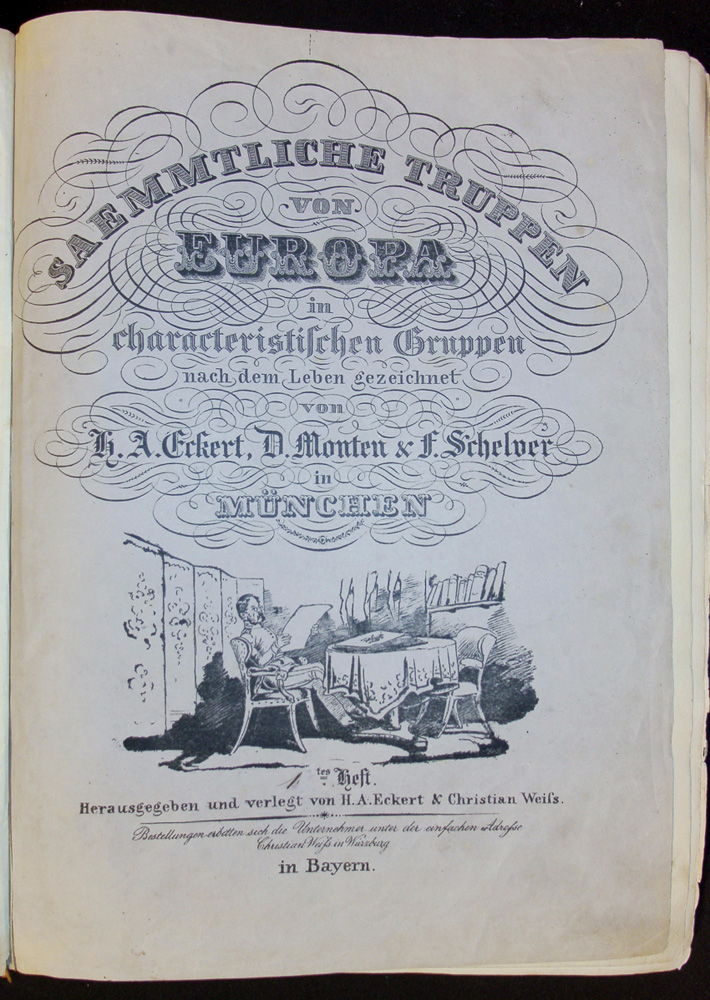 SAEMMTLICHE TRUPPEN
VON
EUROPA
in
characteristiſchen Gruppen
nach dem Leben gezeichnet
von
H. A. Eckert, D. Monten & F. Schelver
in
MÜNCHEN
1tes Heft.
Herausgegeben und verlegt von H. A. Eckert & Christian Weiſs.
Bestellungen erbitten sich die Unternehmer unter der einfachen Adreſse
Christian Weiſs in Würzburg
in Bayern.